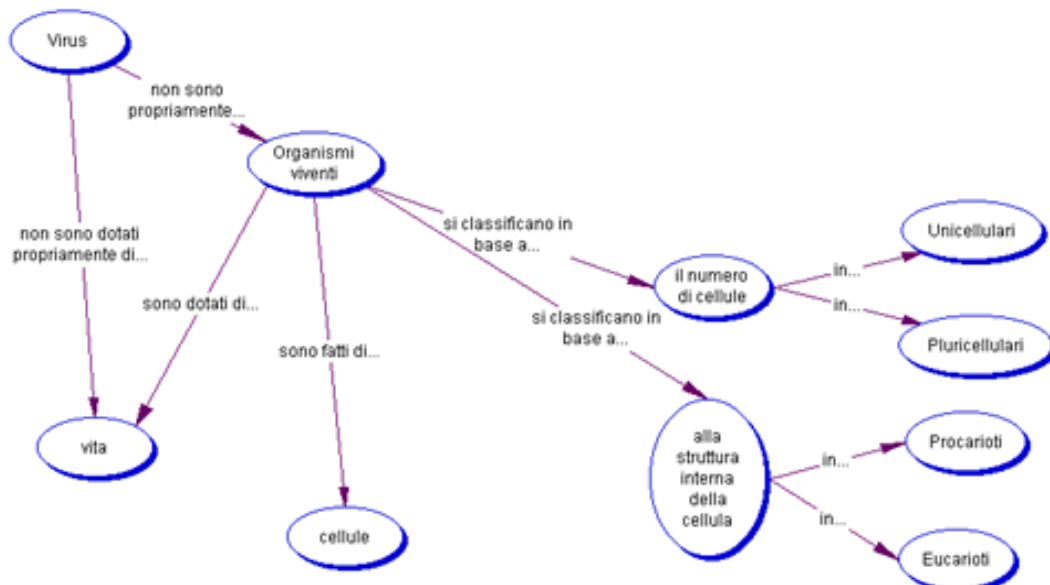 Virus
non sono
propriamente...
Organismi
viventi
non sono dotati
propriamente di...
sono dotati di...
sono fatti di...
si classificano in
base a...
si classificano in
base a...
il numero
di cellule
in...
Unicellulari
in...
Pluricellulari
vita
cellule
alla
struttura
interna
della
cellula
in...
Procarioti
in...
Eucarioti